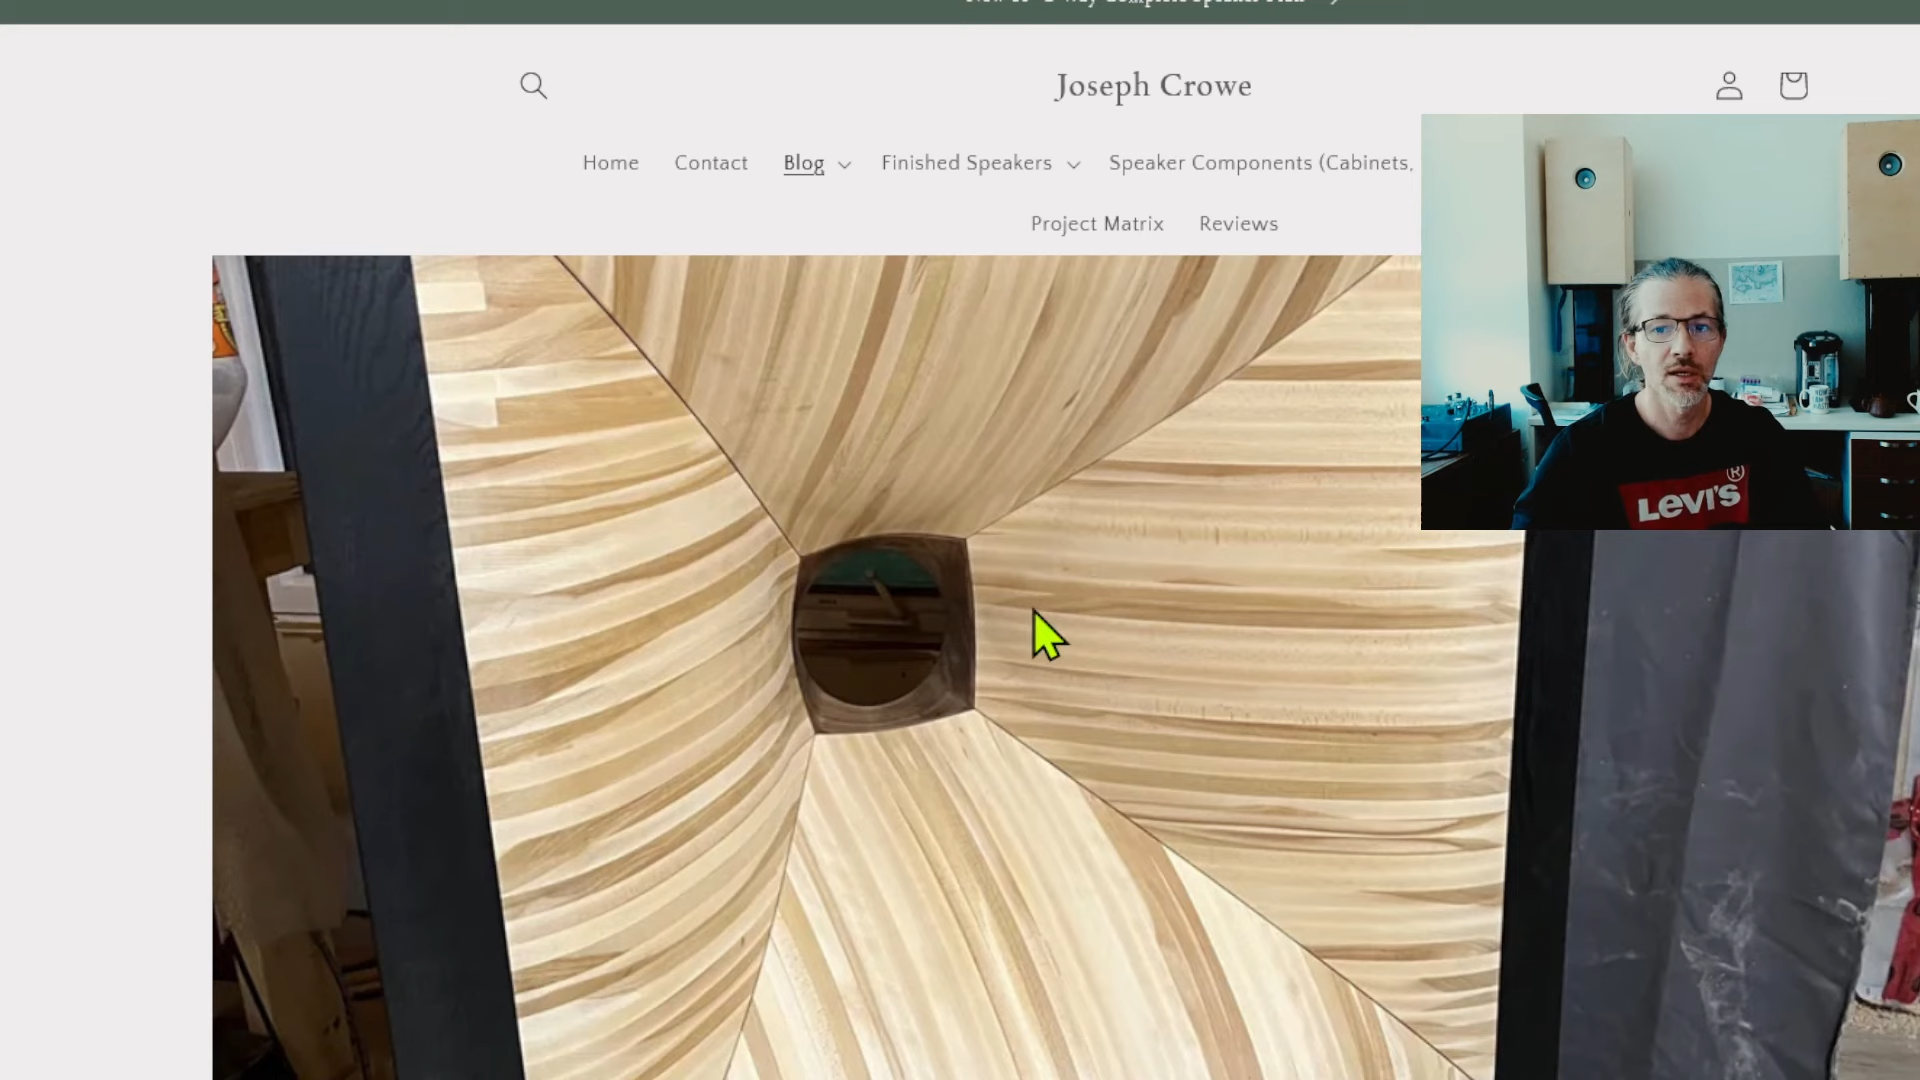 Joseph Crowe
Home Contact Blog Finished Speakers Speaker Components (Cabinets,
Project Matrix Reviews
Levi's ®